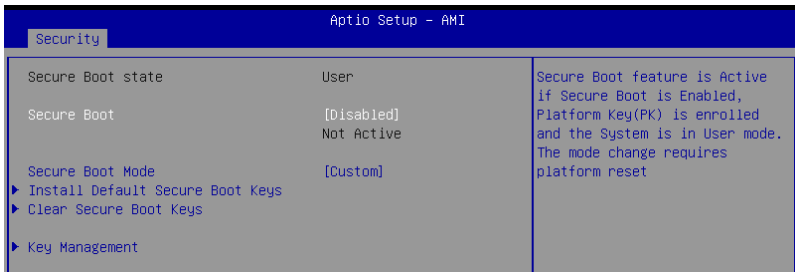 Aptio Setup – AMI
Security
Secure Boot state User
Secure Boot [Disabled]
Not Active
Secure Boot Mode [Custom]
Install Default Secure Boot Keys
Clear Secure Boot Keys
Key Management
Secure Boot feature is Active
if Secure Boot is Enabled,
Platform Key(PK) is enrolled
and the System is in User mode.
The mode change requires
platform reset